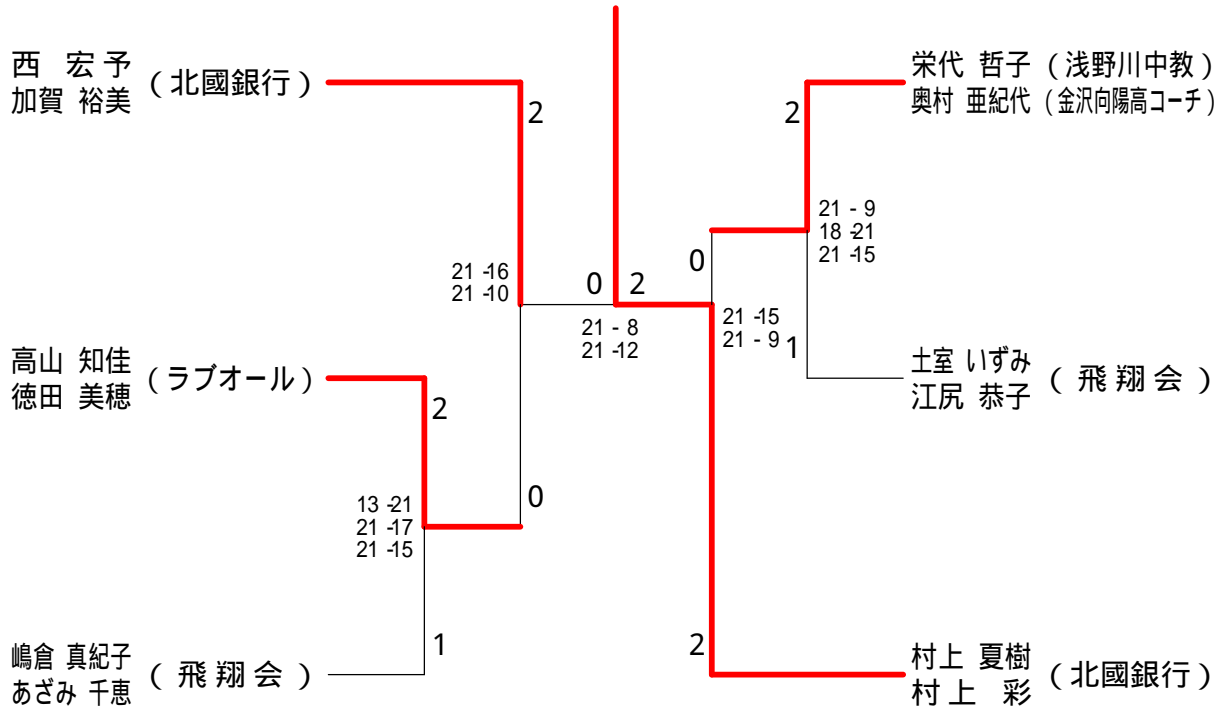 西 宏予
加賀 裕美
(北國銀行)
2
21 -16
21 -10
高山 知佳
徳田 美穂
(ラブオール)
2
13 -21
21 -17
21 -15
0
嶋倉 真紀子
あざみ 千恵
(飛翔会)
1
0 2
21 - 8
21 -12
栄代 哲子 (浅野川中教)
奥村 亜紀代 (金沢向陽高コーチ)
2
21 - 9
18 -21
21 -15
0
21 -15
21 - 9
1
土室 いずみ
江尻 恭子
(飛翔会)
2
村上 夏樹
村上 彩
(北國銀行)